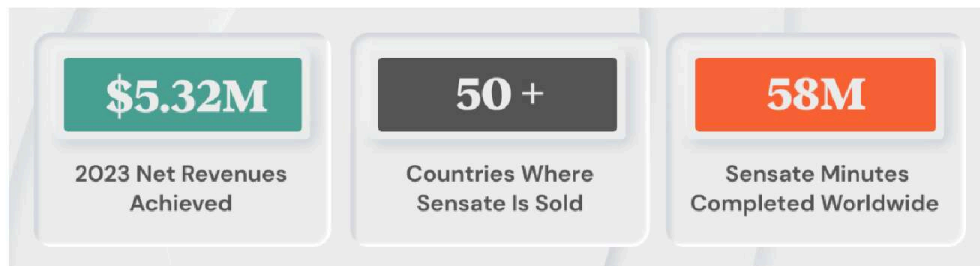 $5.32M
2023 Net Revenues
Achieved
50 +
Countries Where
Sensate Is Sold
58M
Sensate Minutes
Completed Worldwide